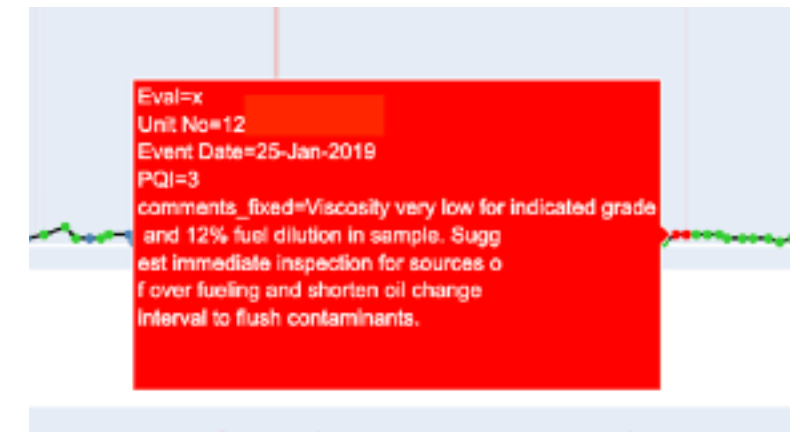 Eval=x
Unit No=12
Event Date=25-Jan-2019
PQI=3
comments_fixed=Viscosity very low for indicated grade
and 12% fuel dilution in sample. Sugg
est immediate inspection for sources o
f over fueling and shorten oil change
interval to flush contaminants.